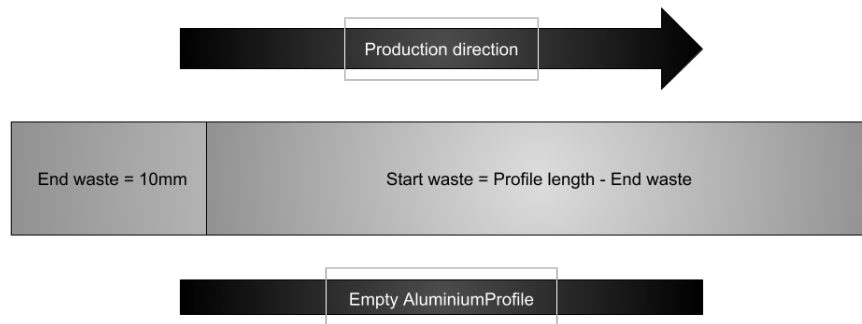 Production direction
End waste = 10mm
Start waste = Profile length - End waste
Empty AluminiumProfile